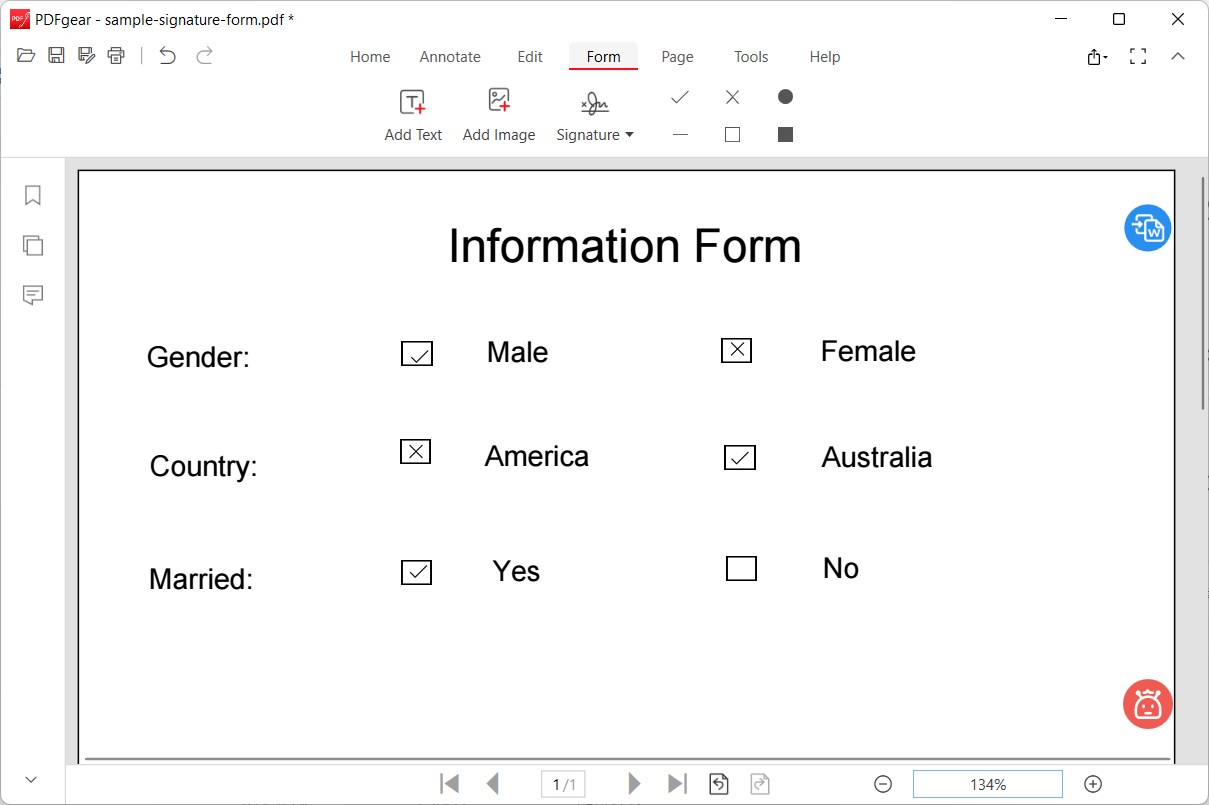 PDF PDFgear - sample-signature-form.pdf *
Home Annotate Edit Form Page Tools Help
Add Text Add Image Signature
Information Form
Gender: Male Female
Country: America Australia
Married: Yes No
1/1 134%